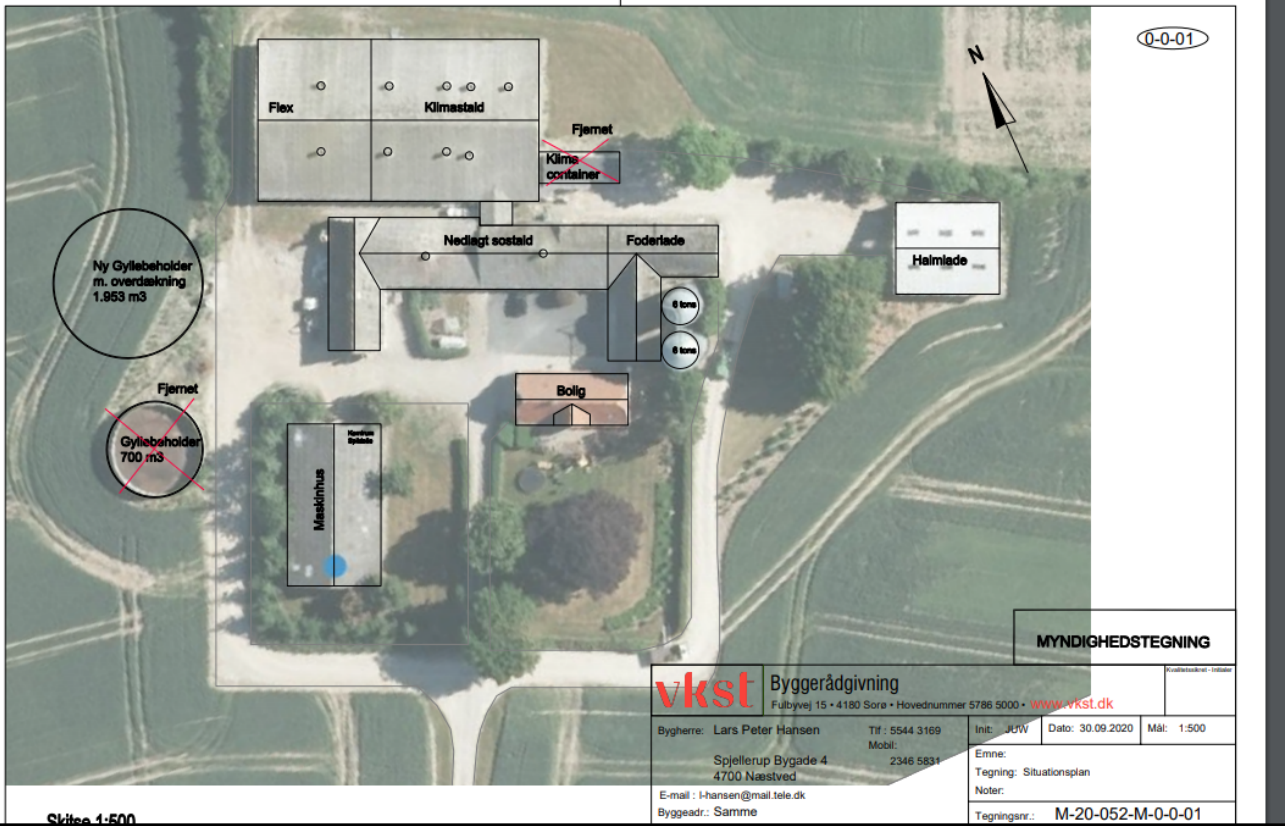 0-0-01
N
Flex
Klimastald
Fjernet
Klima
container
Nedlagt sostald
Foderlade
Halmlade
Ny Gyllebeholder
m. overdækning
1.953 m3
6 tons
6 tons
Fjernet
Bolig
Gyllebeholder
700 m3
Maskinhus
MYNDIGHEDSTEGNING
vkst
Byggerådgivning
Kvalitetssikret - Initialer
Fulbyvej 15 • 4180 Sorø • Hovednummer 5786 5000 • www.vkst.dk
Bygherre: Lars Peter Hansen
Tlf : 5544 3169
Mobil:
2346 5831
Spjellerup Bygade 4
4700 Næstved
E-mail : l-hansen@mail.tele.dk
Byggeadr.: Samme
Init: JUW
Dato: 30.09.2020
Mål: 1:500
Emne:
Tegning: Situationsplan
Noter:
Tegningsnr.: M-20-052-M-0-0-01
Skitse 1:500